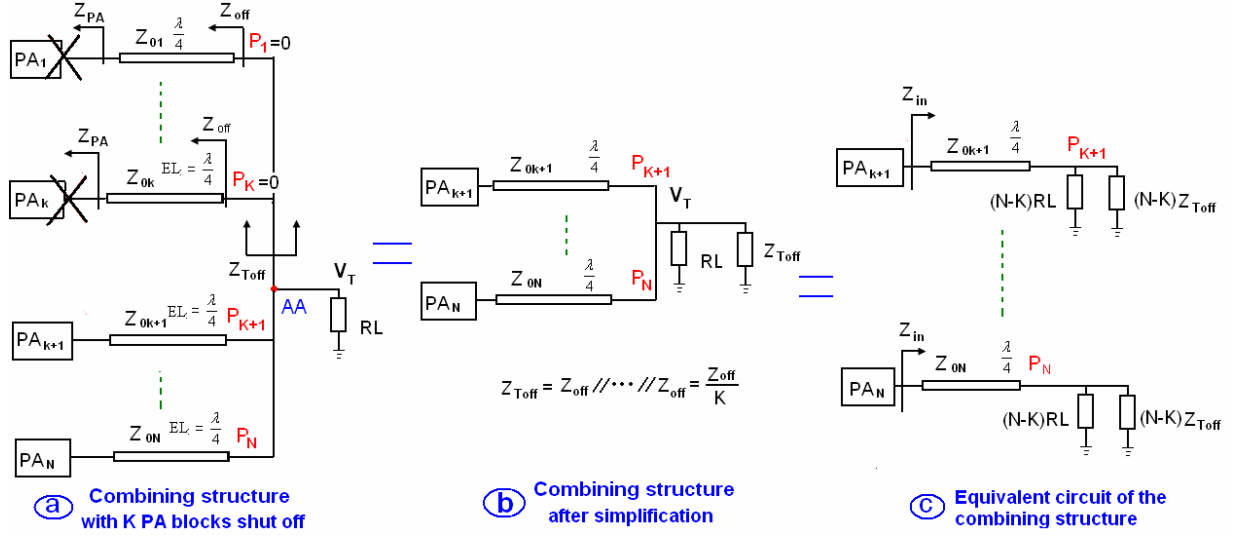 Z_PA λ/4 Z_off
Z_01 P_1=0
PA_1
Z_PA Z_off
Z_0k EL: λ/4 P_K=0
PA_k
Z_Toff V_T
AA RL
Z_0k+1 EL: = λ/4 P_K+1
PA_k+1
Z_0N EL: = λ/4 P_N
PA_N
ⓐ Combining structure
with K PA blocks shut off
=
Z_0k+1 λ/4 P_K+1
PA_k+1
V_T
RL Z_Toff
Z_0N λ/4 P_N
PA_N
Z_Toff = Z_off //⋯// Z_off = Z_off/K
ⓑ Combining structure
after simplification
=
Z_in
Z_0k+1 λ/4 P_K+1
PA_k+1
(N-K)RL (N-K)Z_Toff
Z_in
Z_0N λ/4 P_N
PA_N
(N-K)RL (N-K)Z_Toff
ⓒ Equivalent circuit of the
combining structure